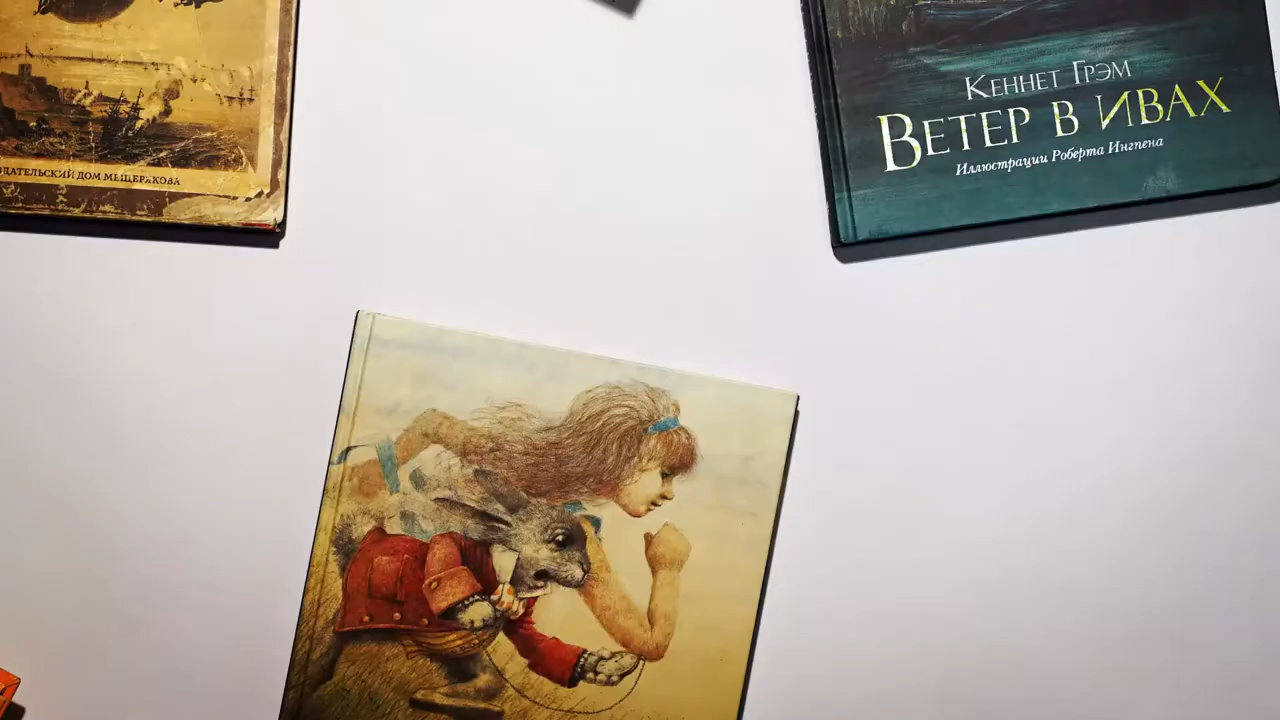 ДАТЕЛЬСКИЙ ДОМ МЕЩЕРЯКОВА
КЕННЕТ ГРЭМ
ВЕТЕР В ИВАХ
Иллюстрации Роберта Ингпена